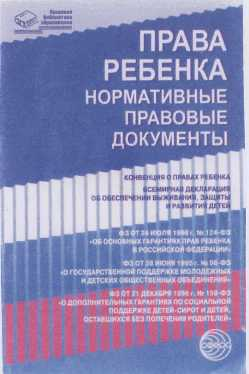 Правовая
библиотека
образования
ПРАВА
РЕБЕНКА
НОРМАТИВНЫЕ
ПРАВОВЫЕ
ДОКУМЕНТЫ
КОНВЕНЦИЯ О ПРАВАХ РЕБЕНКА
ВСЕМИРНАЯ ДЕКЛАРАЦИЯ
ОБ ОБЕСПЕЧЕНИИ ВЫЖИВАНИЯ, ЗАЩИТЫ
И РАЗВИТИЯ ДЕТЕЙ
ФЗ ОТ 24 ИЮЛЯ 1998 г. № 124-ФЗ
«ОБ ОСНОВНЫХ ГАРАНТИЯХ ПРАВ РЕБЕНКА
В РОССИЙСКОЙ ФЕДЕРАЦИИ»
ФЗ ОТ 28 ИЮНЯ 1995 г. № 98-ФЗ
«О ГОСУДАРСТВЕННОЙ ПОДДЕРЖКЕ МОЛОДЕЖНЫХ
И ДЕТСКИХ ОБЩЕСТВЕННЫХ ОБЪЕДИНЕНИЙ»
ФЗ ОТ 21 ДЕКАБРЯ 1996 г. № 159-ФЗ
«О ДОПОЛНИТЕЛЬНЫХ ГАРАНТИЯХ ПО СОЦИАЛЬНОЙ
ПОДДЕРЖКЕ ДЕТЕЙ-СИРОТ И ДЕТЕЙ,
ОСТАВШИХСЯ БЕЗ ПОПЕЧЕНИЯ РОДИТЕЛЕЙ»